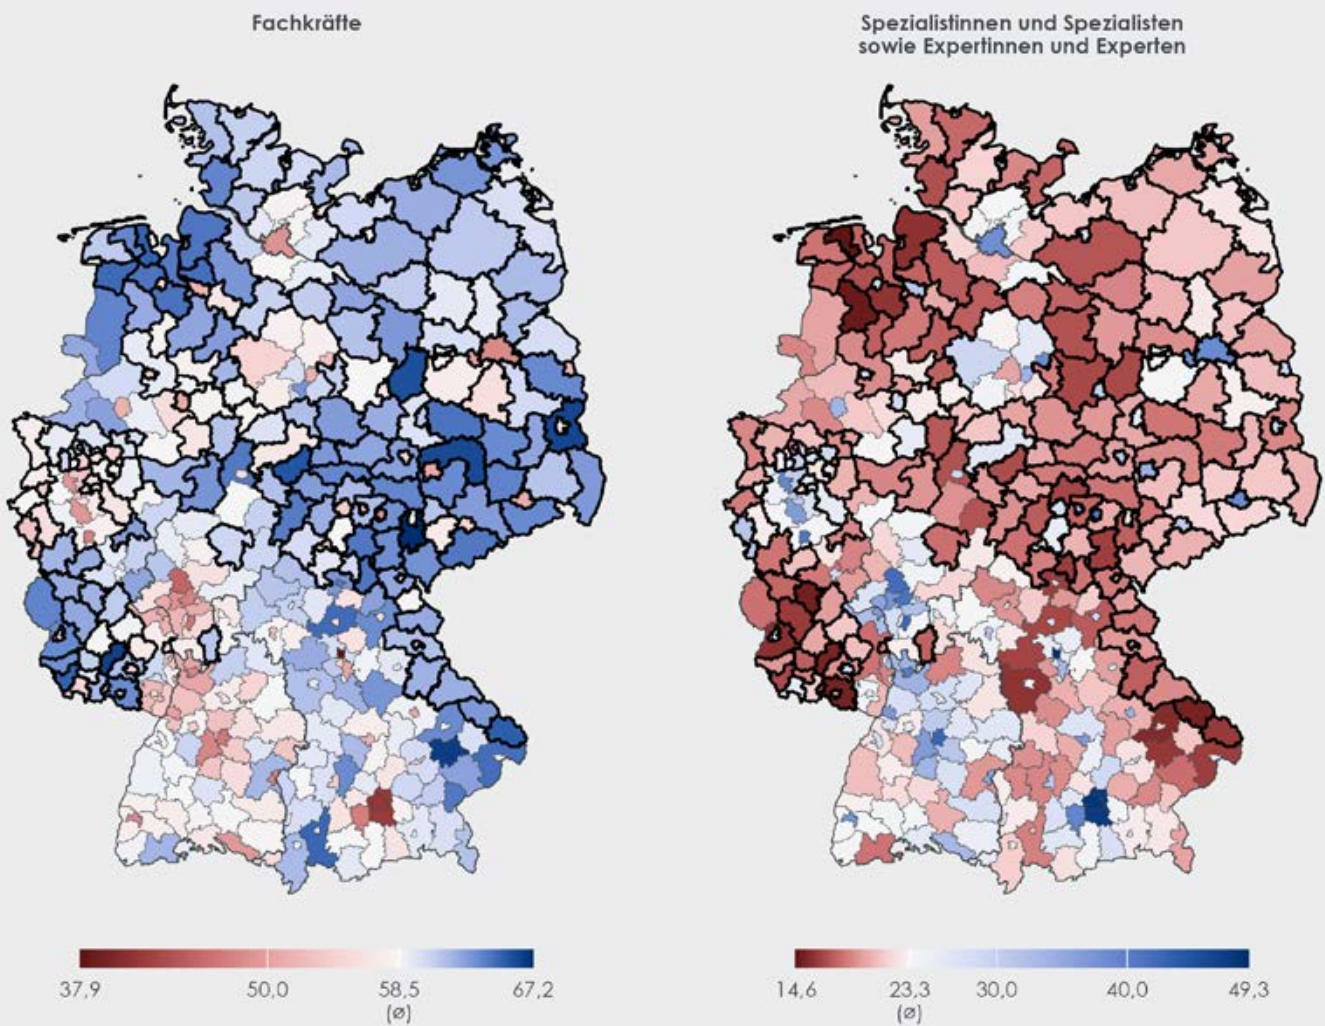 Fachkräfte
Spezialistinnen und Spezialisten
sowie Expertinnen und Experten
37,9 50,0 58,5 67,2
(ø)
14,6 23,3 30,0 40,0 49,3
(ø)